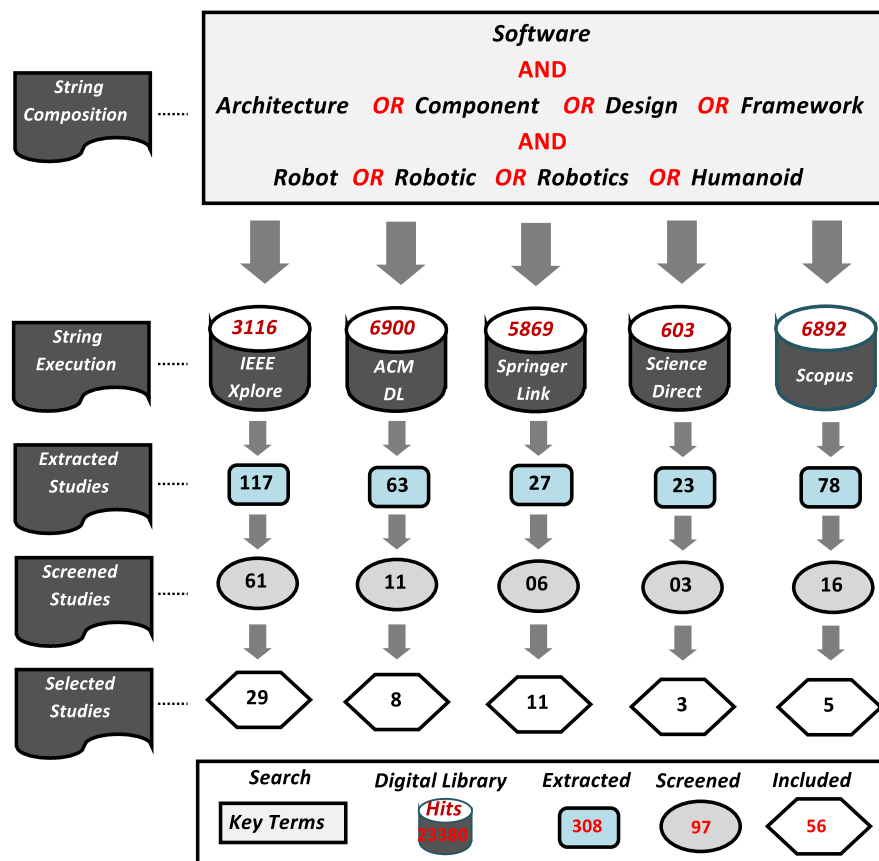 Software
AND
Architecture OR Component OR Design OR Framework
AND
Robot OR Robotic OR Robotics OR Humanoid
String
Composition
String
Execution
3116
IEEE
Xplore
6900
ACM
DL
5869
Springer
Link
603
Science
Direct
6892
Scopus
Extracted
Studies
117
63
27
23
78
Screened
Studies
61
11
06
03
16
Selected
Studies
29
8
11
3
5
Search
Key Terms
Digital Library
Hits
23380
Extracted
308
Screened
97
Included
56